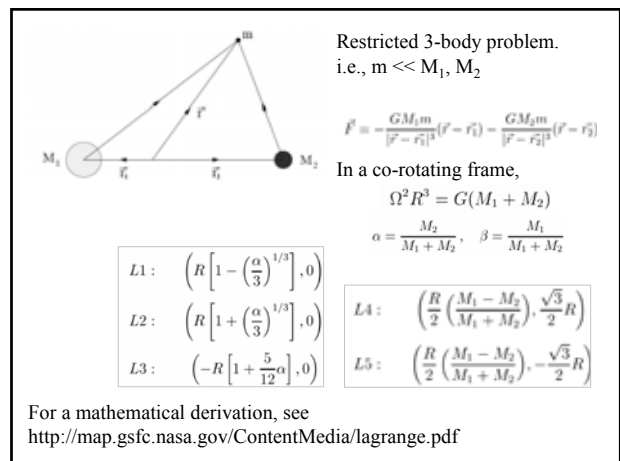 m
Restricted 3-body problem.
i.e., m << M₁, M₂
r⃗
F⃗ = − GM₁m/|r⃗ − r⃗₁|³ (r⃗ − r⃗₁) − GM₂m/|r⃗ − r⃗₂|³ (r⃗ − r⃗₂)
M₁
r⃗₁
r⃗₁
M₂
In a co-rotating frame,
Ω²R³ = G(M₁ + M₂)
α = M₂/(M₁ + M₂), β = M₁/(M₁ + M₂)
L1 : (R[1 − (α/3)^{1/3}], 0)
L2 : (R[1 + (α/3)^{1/3}], 0)
L3 : (−R[1 + 5/12 α], 0)
L4 : (R/2 ((M₁ − M₂)/(M₁ + M₂)), √3/2 R)
L5 : (R/2 ((M₁ − M₂)/(M₁ + M₂)), −√3/2 R)
For a mathematical derivation, see
http://map.gsfc.nasa.gov/ContentMedia/lagrange.pdf